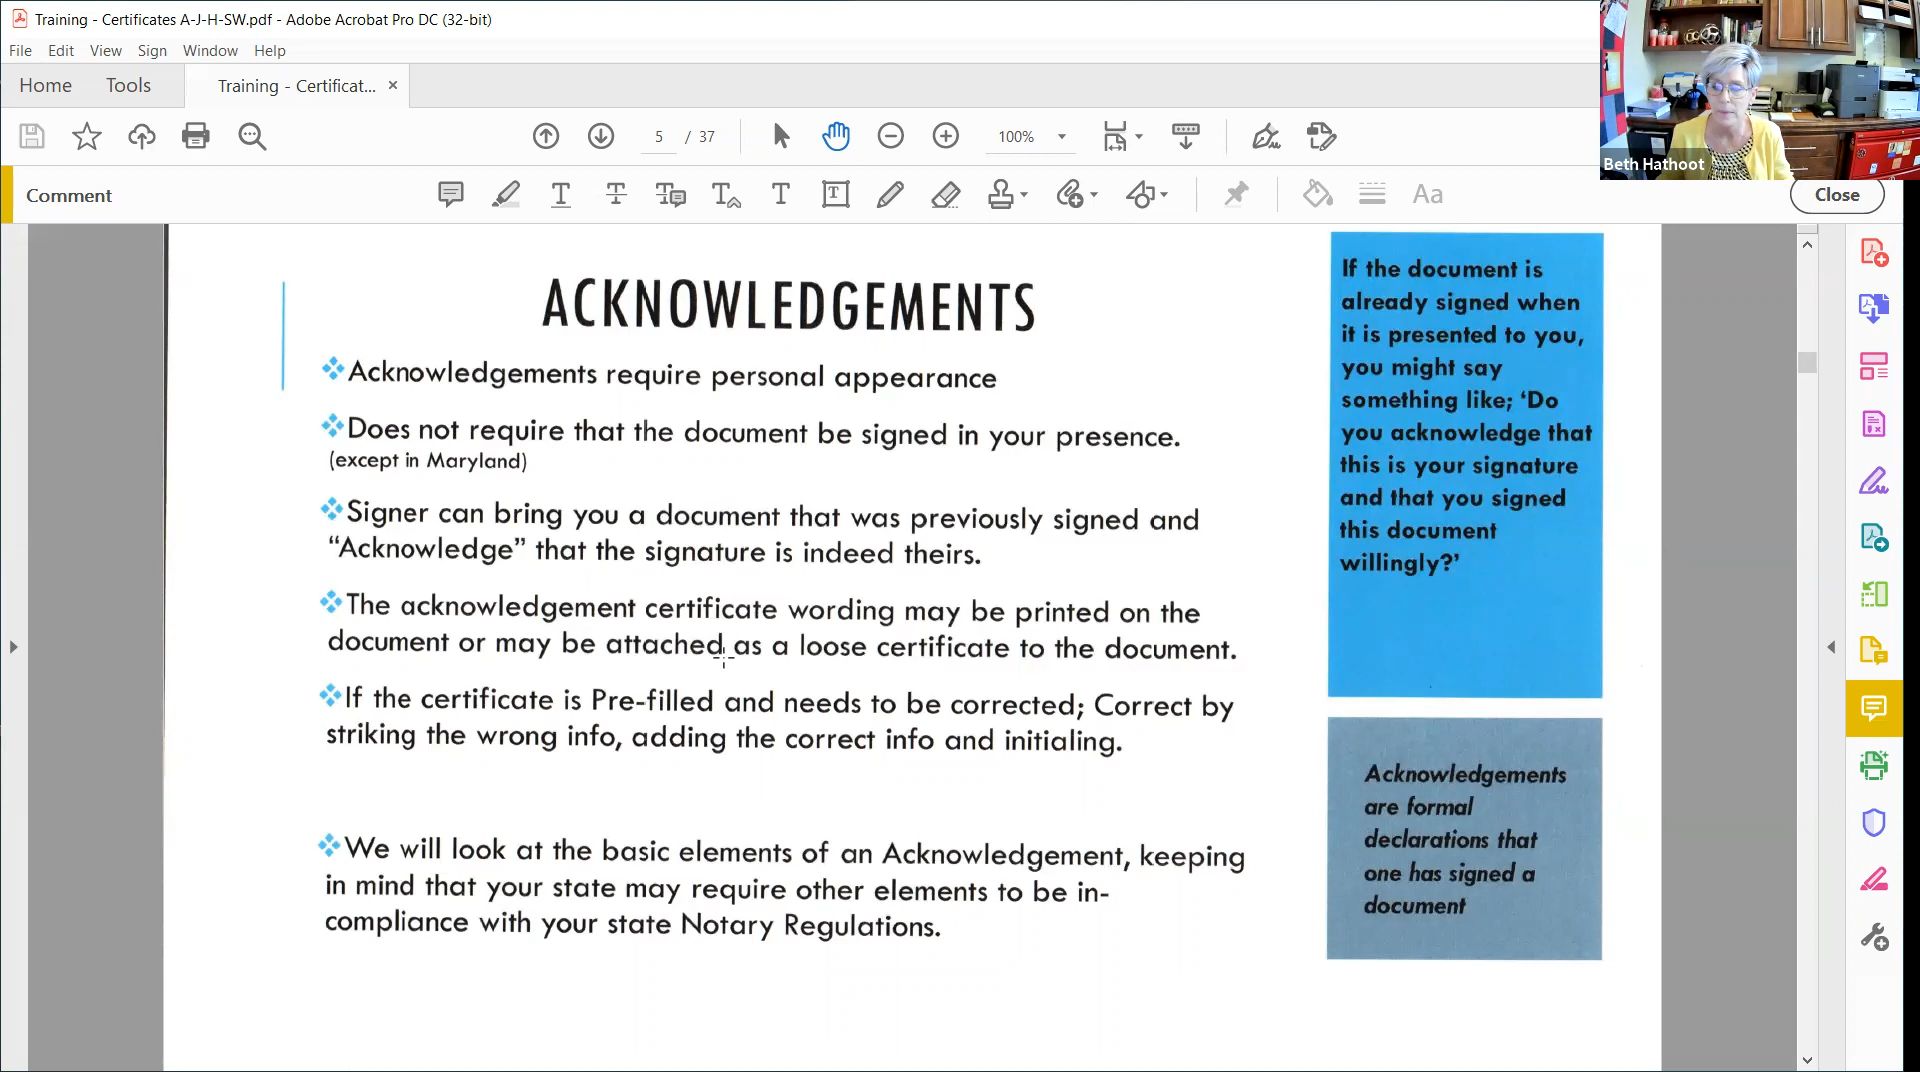 Training - Certificates A-J-H-SW.pdf - Adobe Acrobat Pro DC (32-bit)
File Edit View Sign Window Help
Home Tools Training - Certificat... ×
5 / 37 100%
Beth Hathoot
Comment
T T T T T T Aa
Close
ACKNOWLEDGEMENTS
Acknowledgements require personal appearance
Does not require that the document be signed in your presence.
(except in Maryland)
Signer can bring you a document that was previously signed and
“Acknowledge” that the signature is indeed theirs.
The acknowledgement certificate wording may be printed on the
document or may be attached as a loose certificate to the document.
If the certificate is Pre-filled and needs to be corrected; Correct by
striking the wrong info, adding the correct info and initialing.
We will look at the basic elements of an Acknowledgement, keeping
in mind that your state may require other elements to be in-
compliance with your state Notary Regulations.
If the document is
already signed when
it is presented to you,
you might say
something like; ‘Do
you acknowledge that
this is your signature
and that you signed
this document
willingly?’
Acknowledgements
are formal
declarations that
one has signed a
document